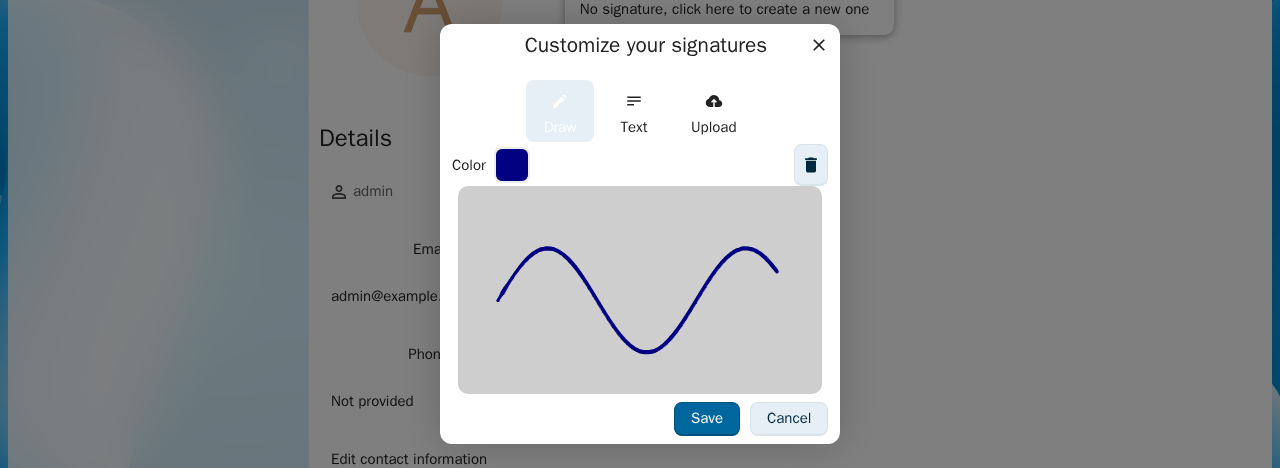 A
No signature, click here to create a new one
Customize your signatures
Draw
Text
Upload
Details
Color
admin
Ema
admin@example.
Phon
Not provided
Save
Cancel
Edit contact information